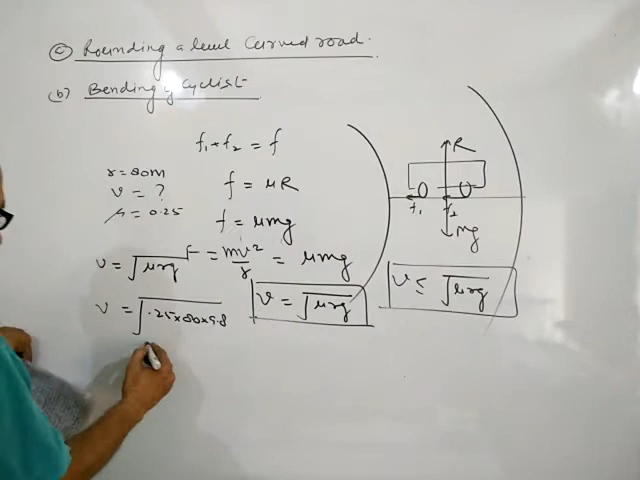 (c) Rounding a level curved road.
(b) Bending of cyclist
f₁ + f₂ = f
r = 80m
v = ?
μ = 0.25
f = μR
f = μmg
F = mv²/r = μmg
v = √μrg
v = √.25×80×9.8
v = √μrg
R
f₁ f₂
mg
v ≤ √μrg